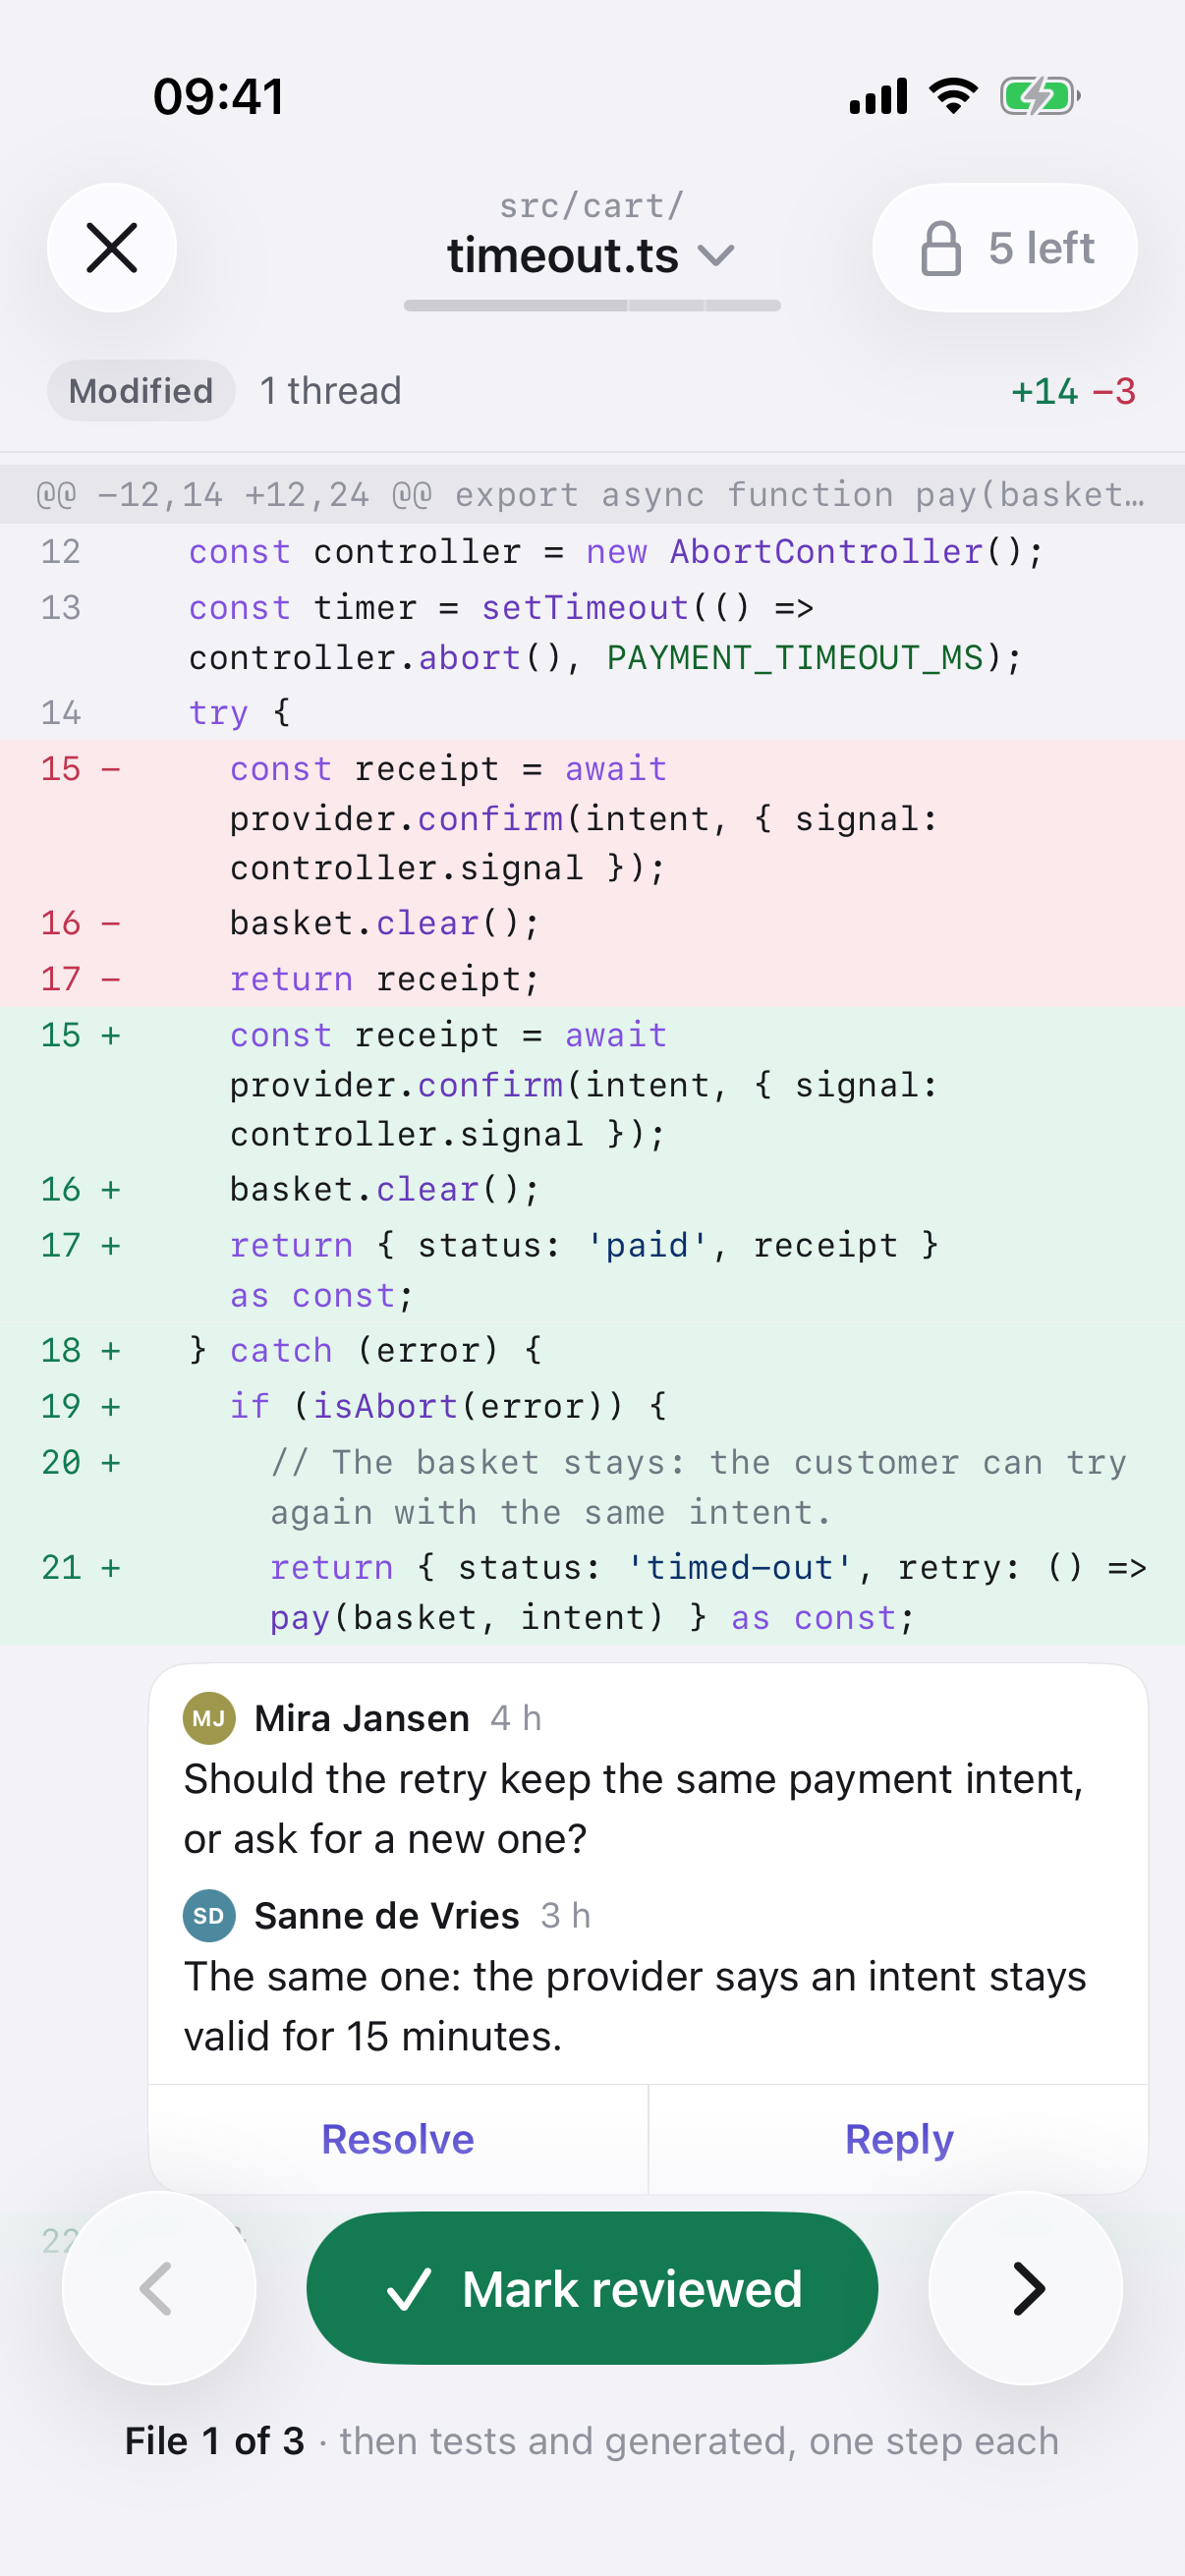 09:41
src/cart/
timeout.ts
5 left
Modified 1 thread +14 −3
@@ −12,14 +12,24 @@ export async function pay(basket…
12 const controller = new AbortController();
13 const timer = setTimeout(() =>
controller.abort(), PAYMENT_TIMEOUT_MS);
14 try {
15 − const receipt = await
provider.confirm(intent, { signal:
controller.signal });
16 − basket.clear();
17 − return receipt;
15 + const receipt = await
provider.confirm(intent, { signal:
controller.signal });
16 + basket.clear();
17 + return { status: 'paid', receipt }
as const;
18 + } catch (error) {
19 + if (isAbort(error)) {
20 + // The basket stays: the customer can try
again with the same intent.
21 + return { status: 'timed−out', retry: () =>
pay(basket, intent) } as const;
MJ Mira Jansen 4 h
Should the retry keep the same payment intent,
or ask for a new one?
SD Sanne de Vries 3 h
The same one: the provider says an intent stays
valid for 15 minutes.
Resolve Reply
22
Mark reviewed
File 1 of 3 · then tests and generated, one step each